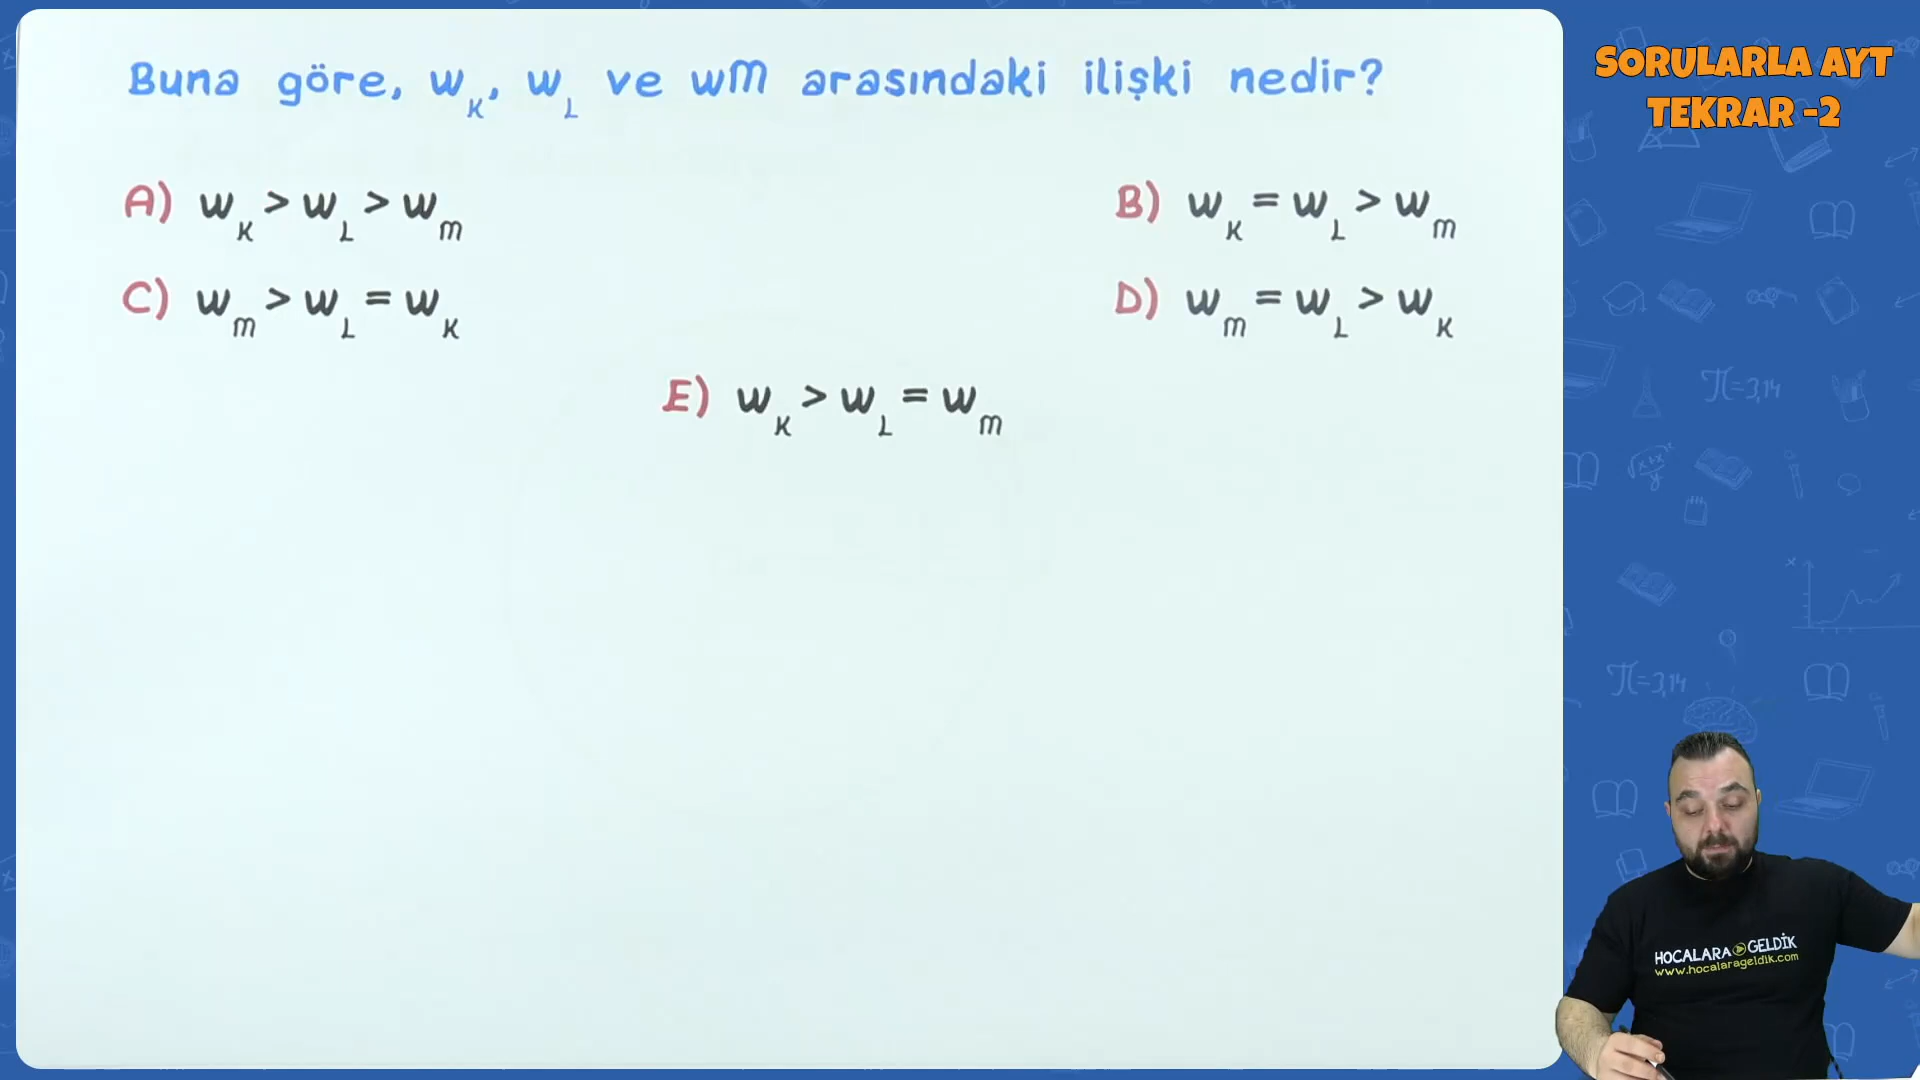 SORULARLA AYT
TEKRAR -2
Buna göre, wK, wL ve wM arasındaki ilişki nedir?
A) wK > wL > wM
B) wK = wL > wM
C) wM > wL = wK
D) wM = wL > wK
E) wK > wL = wM
π=3,14
π=3,14
HOCALARA GELDİK
www.hocalarageldik.com